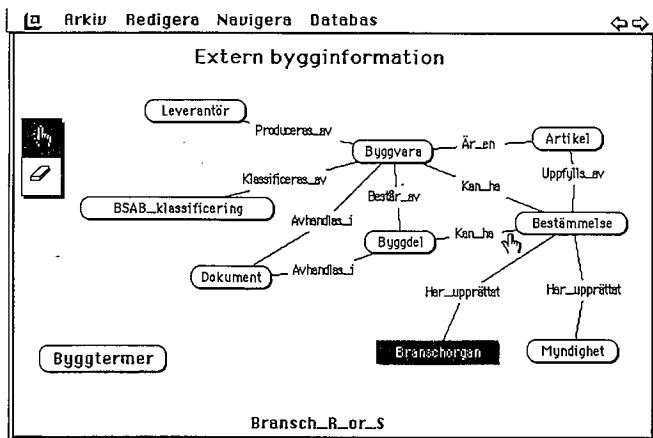 Arkiv Redigera Navigera Databas
Extern bygginformation
Leverantör
Produceras_av
Artikel
Är_en
Byggvara
Klassificeras_av
Uppfylls_av
Kan_ha
Består_av
BSAB_klassificering
Avhandlas_i
Bestämmelse
Byggdel
Kan_ha
Dokument
Avhandlas_i
Har_upprättat
Har_upprättat
Byggtermer
Branschorgan
Myndighet
Bransch_R_or_S